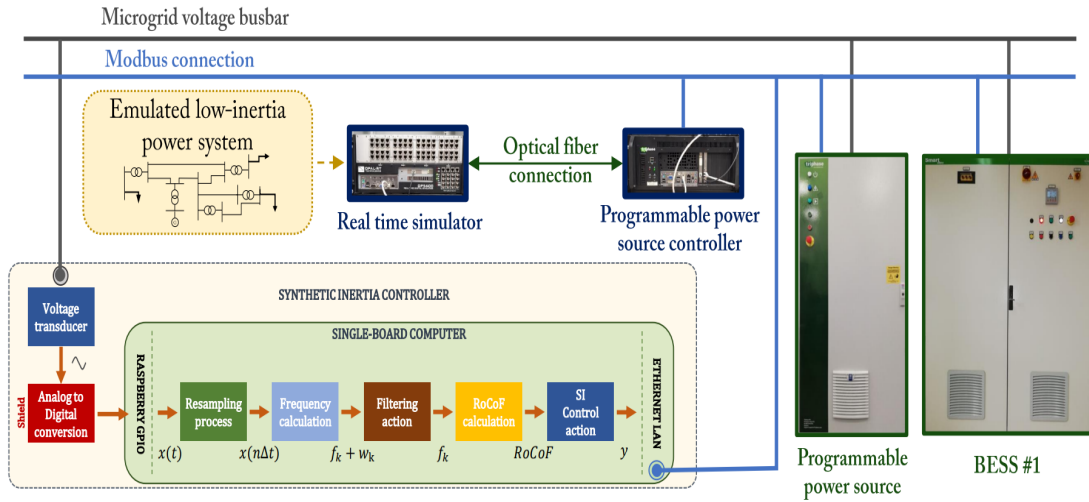 Microgrid voltage busbar
Modbus connection
Emulated low-inertia
power system
Real time simulator
Optical fiber
connection
Programmable power
source controller
SYNTHETIC INERTIA CONTROLLER
Voltage
transducer
Shield
Analog to
Digital
conversion
SINGLE-BOARD COMPUTER
RASPBERRY GPIO
Resampling
process
Frequency
calculation
Filtering
action
RoCoF
calculation
SI
Control
action
ETHERNET LAN
x(t)
x(nΔt)
f_k + w_k
f_k
RoCoF
y
Programmable
power source
BESS #1